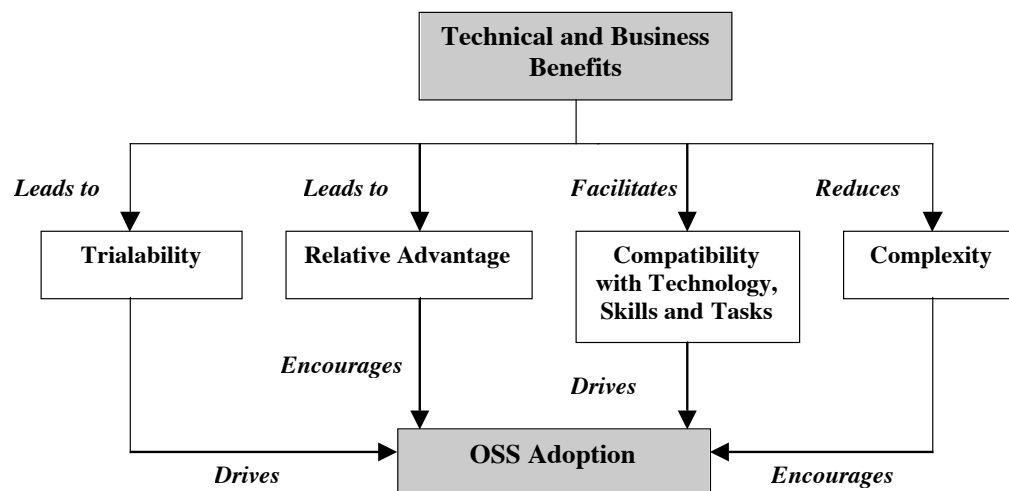 Technical and Business
Benefits
Leads to
Leads to
Facilitates
Reduces
Trialability
Relative Advantage
Compatibility
with Technology,
Skills and Tasks
Complexity
Encourages
Drives
OSS Adoption
Drives
Encourages